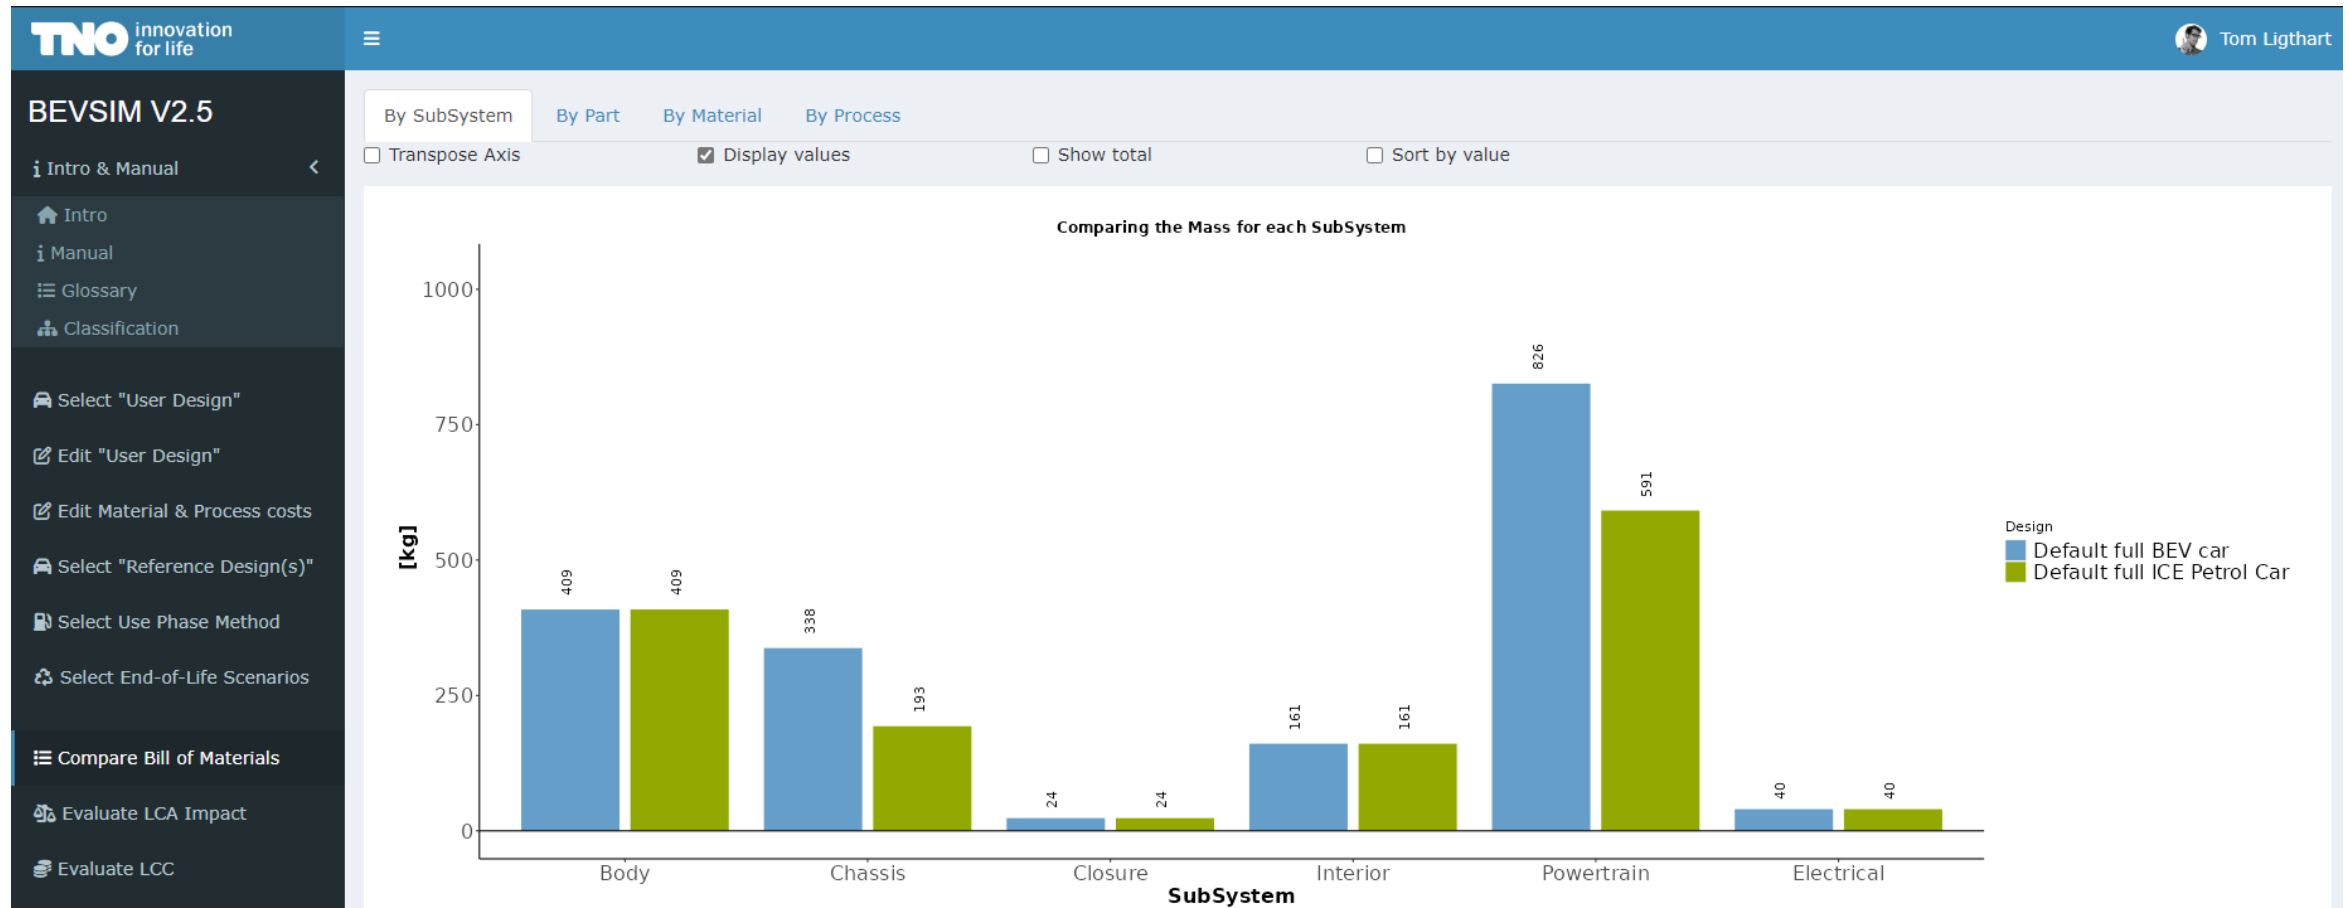 TNO innovation
for life
Tom Ligthart
BEVSIM V2.5
Intro & Manual
Intro
Manual
Glossary
Classification
Select "User Design"
Edit "User Design"
Edit Material & Process costs
Select "Reference Design(s)"
Select Use Phase Method
Select End-of-Life Scenarios
Compare Bill of Materials
Evaluate LCA Impact
Evaluate LCC
By SubSystem By Part By Material By Process
Transpose Axis Display values Show total Sort by value
Comparing the Mass for each SubSystem
1000
750
500
250
0
[kg]
409 409
338 193
24 24
161 161
826 591
40 40
Body Chassis Closure Interior Powertrain Electrical
SubSystem
Design
Default full BEV car
Default full ICE Petrol Car